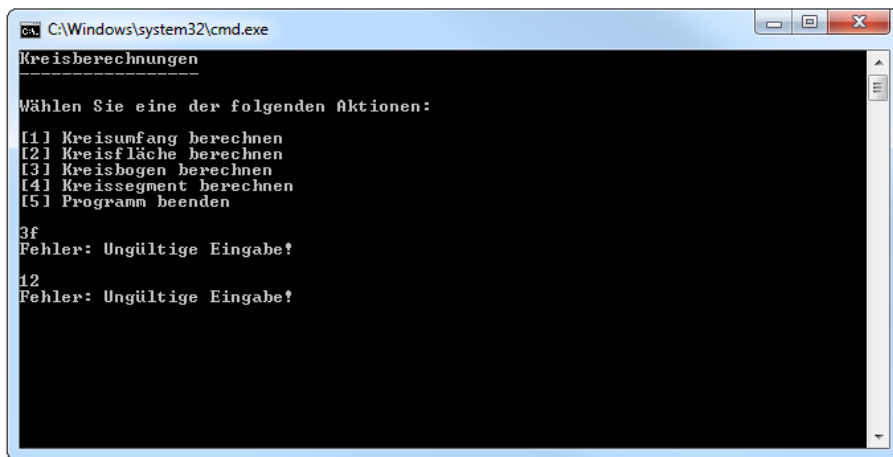 C:\Windows\system32\cmd.exe
Kreisberechnungen
-----------------
Wählen Sie eine der folgenden Aktionen:
[1] Kreisumfang berechnen
[2] Kreisfläche berechnen
[3] Kreisbogen berechnen
[4] Kreissegment berechnen
[5] Programm beenden
3f
Fehler: Ungültige Eingabe!
12
Fehler: Ungültige Eingabe!